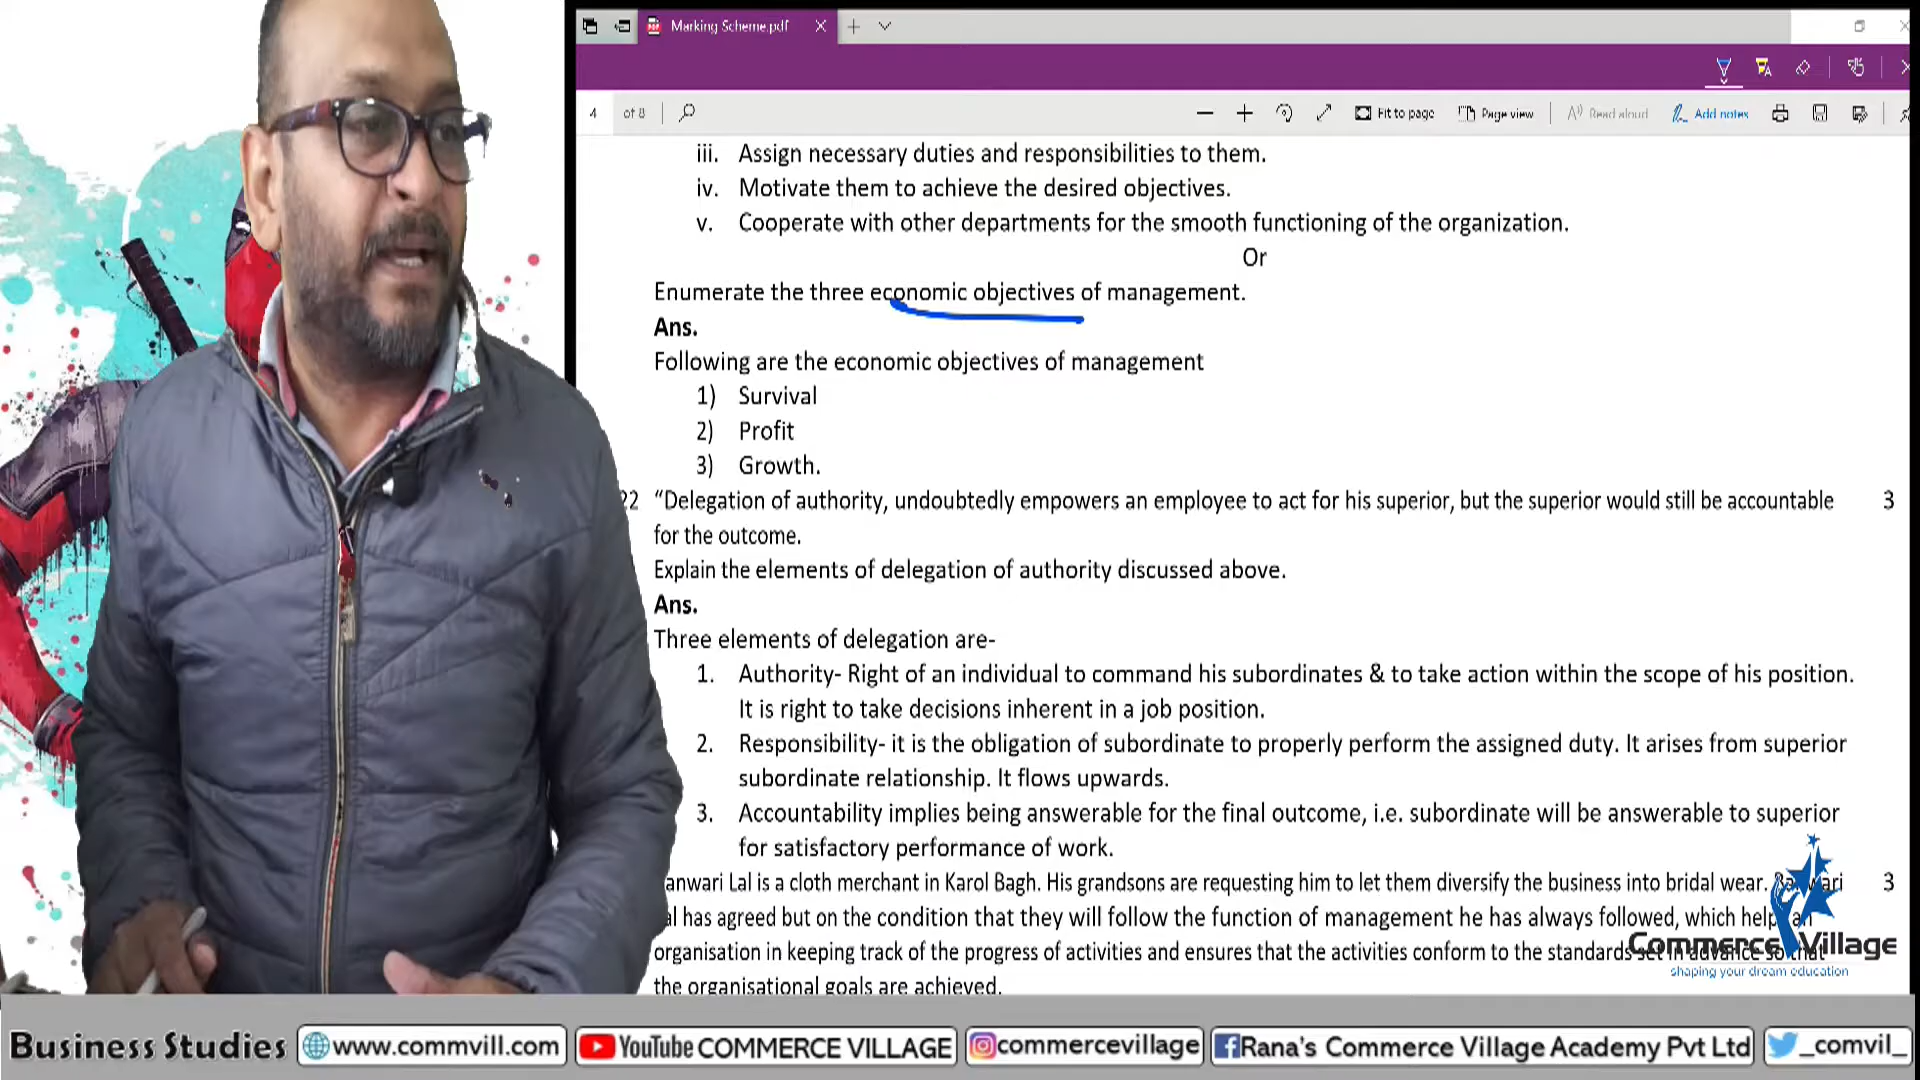 Marking Scheme.pdf
4 of 8
Fit to page
Page view
Read aloud
Add notes
iii. Assign necessary duties and responsibilities to them.
iv. Motivate them to achieve the desired objectives.
v. Cooperate with other departments for the smooth functioning of the organization.
Or
Enumerate the three economic objectives of management.
Ans.
Following are the economic objectives of management
1) Survival
2) Profit
3) Growth.
22 “Delegation of authority, undoubtedly empowers an employee to act for his superior, but the superior would still be accountable 3
for the outcome.
Explain the elements of delegation of authority discussed above.
Ans.
Three elements of delegation are-
1. Authority- Right of an individual to command his subordinates & to take action within the scope of his position.
It is right to take decisions inherent in a job position.
2. Responsibility- it is the obligation of subordinate to properly perform the assigned duty. It arises from superior
subordinate relationship. It flows upwards.
3. Accountability implies being answerable for the final outcome, i.e. subordinate will be answerable to superior
for satisfactory performance of work.
anwari Lal is a cloth merchant in Karol Bagh. His grandsons are requesting him to let them diversify the business into bridal wear. 3
al has agreed but on the condition that they will follow the function of management he has always followed, which help an
organisation in keeping track of the progress of activities and ensures that the activities conform to the standards set in advance so that
the organisational goals are achieved.
Commerce Village
shaping your dream education
Business Studies
www.commvill.com
YouTube COMMERCE VILLAGE
commercevillage
Rana's Commerce Village Academy Pvt Ltd
_comvil_